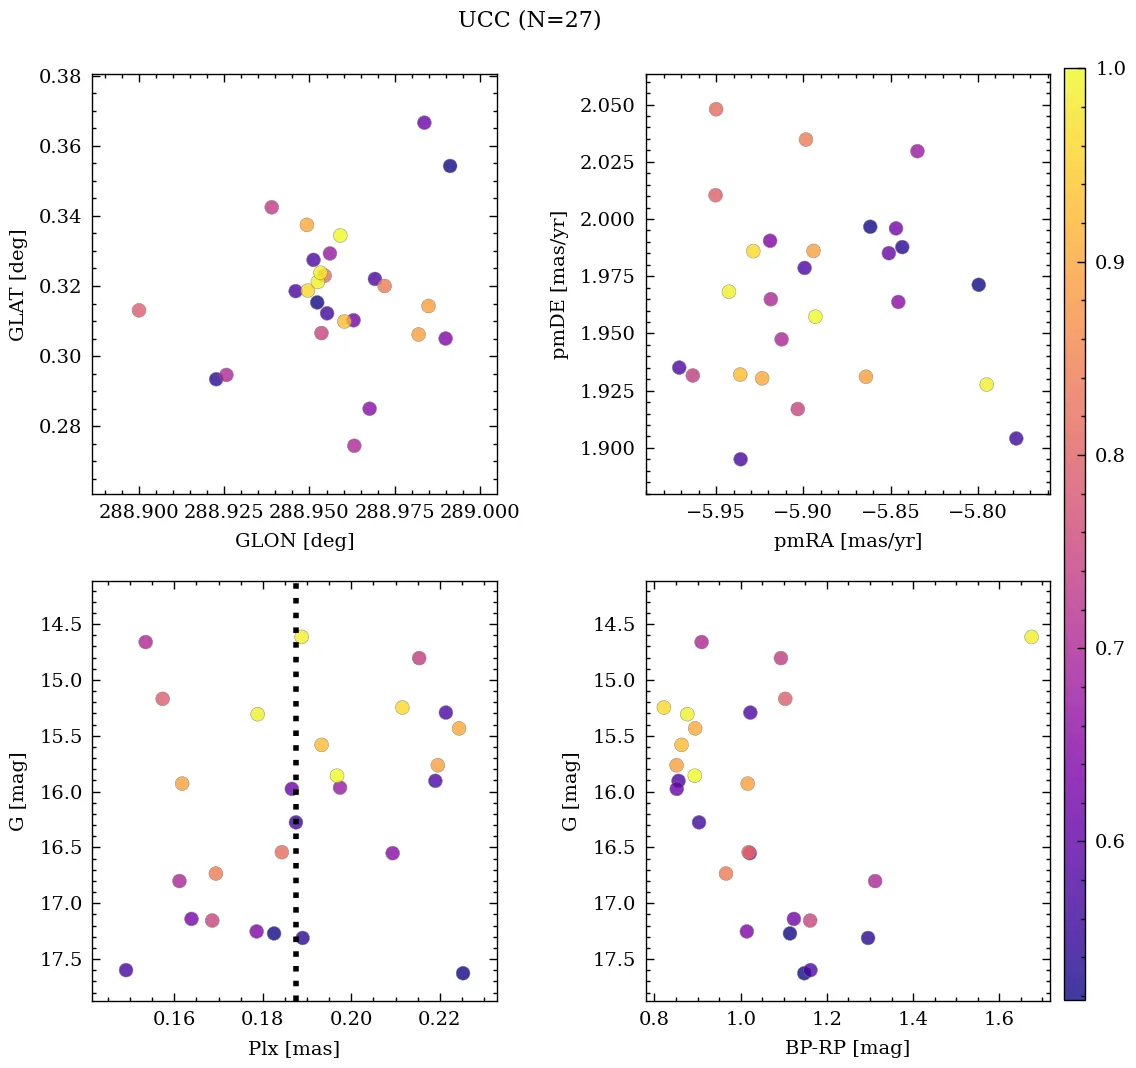 UCC (N=27)
0.38
0.36
0.34
0.32
0.30
0.28
GLAT [deg]
288.900 288.925 288.950 288.975 289.000
GLON [deg]
2.050
2.025
2.000
1.975
1.950
1.925
1.900
pmDE [mas/yr]
−5.95 −5.90 −5.85 −5.80
pmRA [mas/yr]
1.0
0.9
0.8
0.7
0.6
14.5
15.0
15.5
16.0
16.5
17.0
17.5
G [mag]
0.16 0.18 0.20 0.22
Plx [mas]
14.5
15.0
15.5
16.0
16.5
17.0
17.5
G [mag]
0.8 1.0 1.2 1.4 1.6
BP-RP [mag]